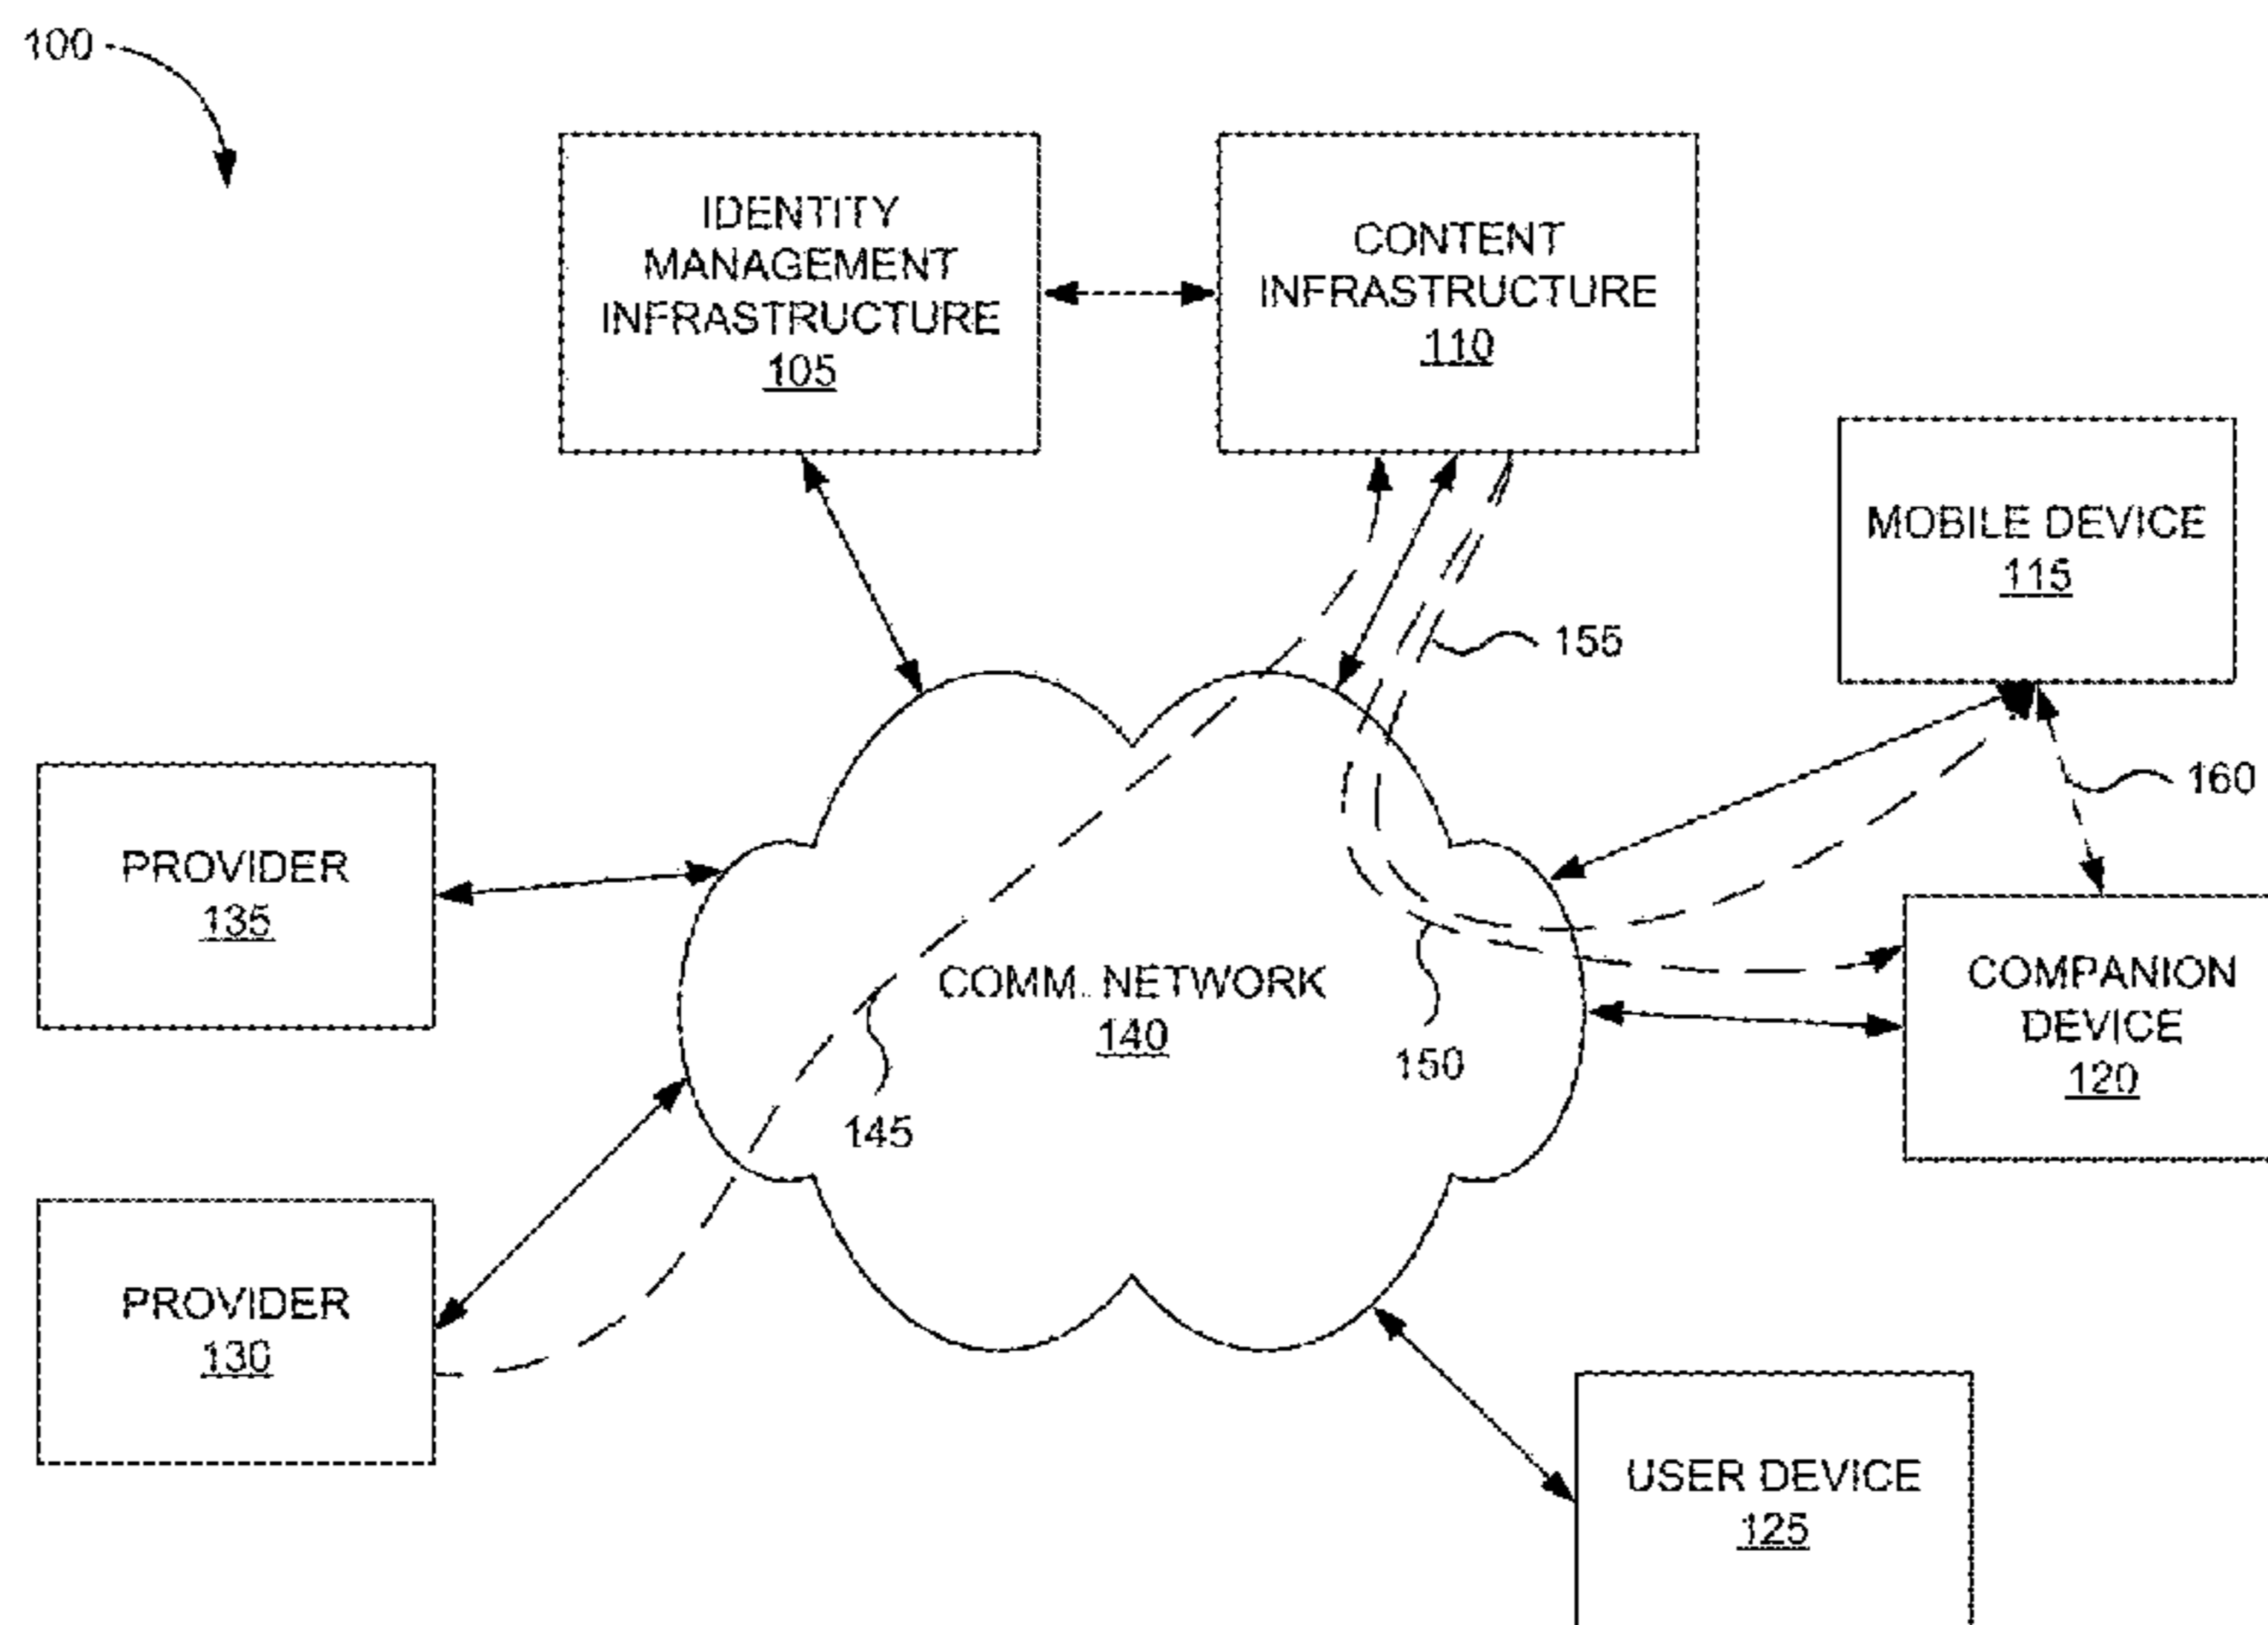 100
IDENTITY
MANAGEMENT
INFRASTRUCTURE
105
CONTENT
INFRASTRUCTURE
110
MOBILE DEVICE
115
155
160
PROVIDER
135
COMM. NETWORK
140
COMPANION
DEVICE
120
150
145
PROVIDER
130
USER DEVICE
125